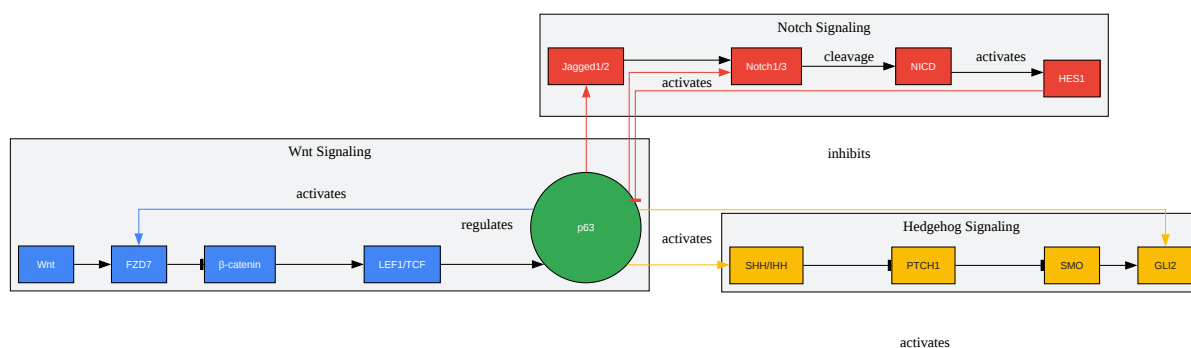 Notch Signaling
Jagged1/2
Notch1/3
cleavage
NICD
activates
HES1
activates
inhibits
Wnt Signaling
activates
regulates
p63
Wnt
FZD7
β-catenin
LEF1/TCF
activates
Hedgehog Signaling
SHH/IHH
PTCH1
SMO
GLI2
activates